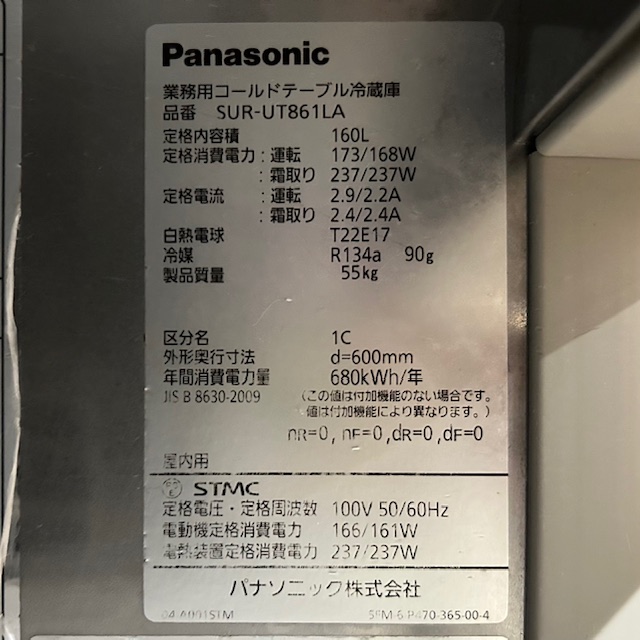 Panasonic
業務用コールドテーブル冷蔵庫
品番 SUR-UT861LA
定格内容積 160L
定格消費電力:運転 173/168W
:霜取り 237/237W
定格電流 :運転 2.9/2.2A
:霜取り 2.4/2.4A
白熱電球 T22E17
冷媒 R134a 90g
製品質量 55kg
区分名 1C
外形奥行寸法 d=600mm
年間消費電力量 680kWh/年
JIS B 8630-2009 (この値は付加機能のない場合です。
値は付加機能により異なります。)
nR=0, nF=0,dR=0,dF=0
屋内用
STMC
定格電圧・定格周波数 100V 50/60Hz
電動機定格消費電力 166/161W
電熱装置定格消費電力 237/237W
パナソニック株式会社
04-A001STM SFM-6 P470-365-00-4